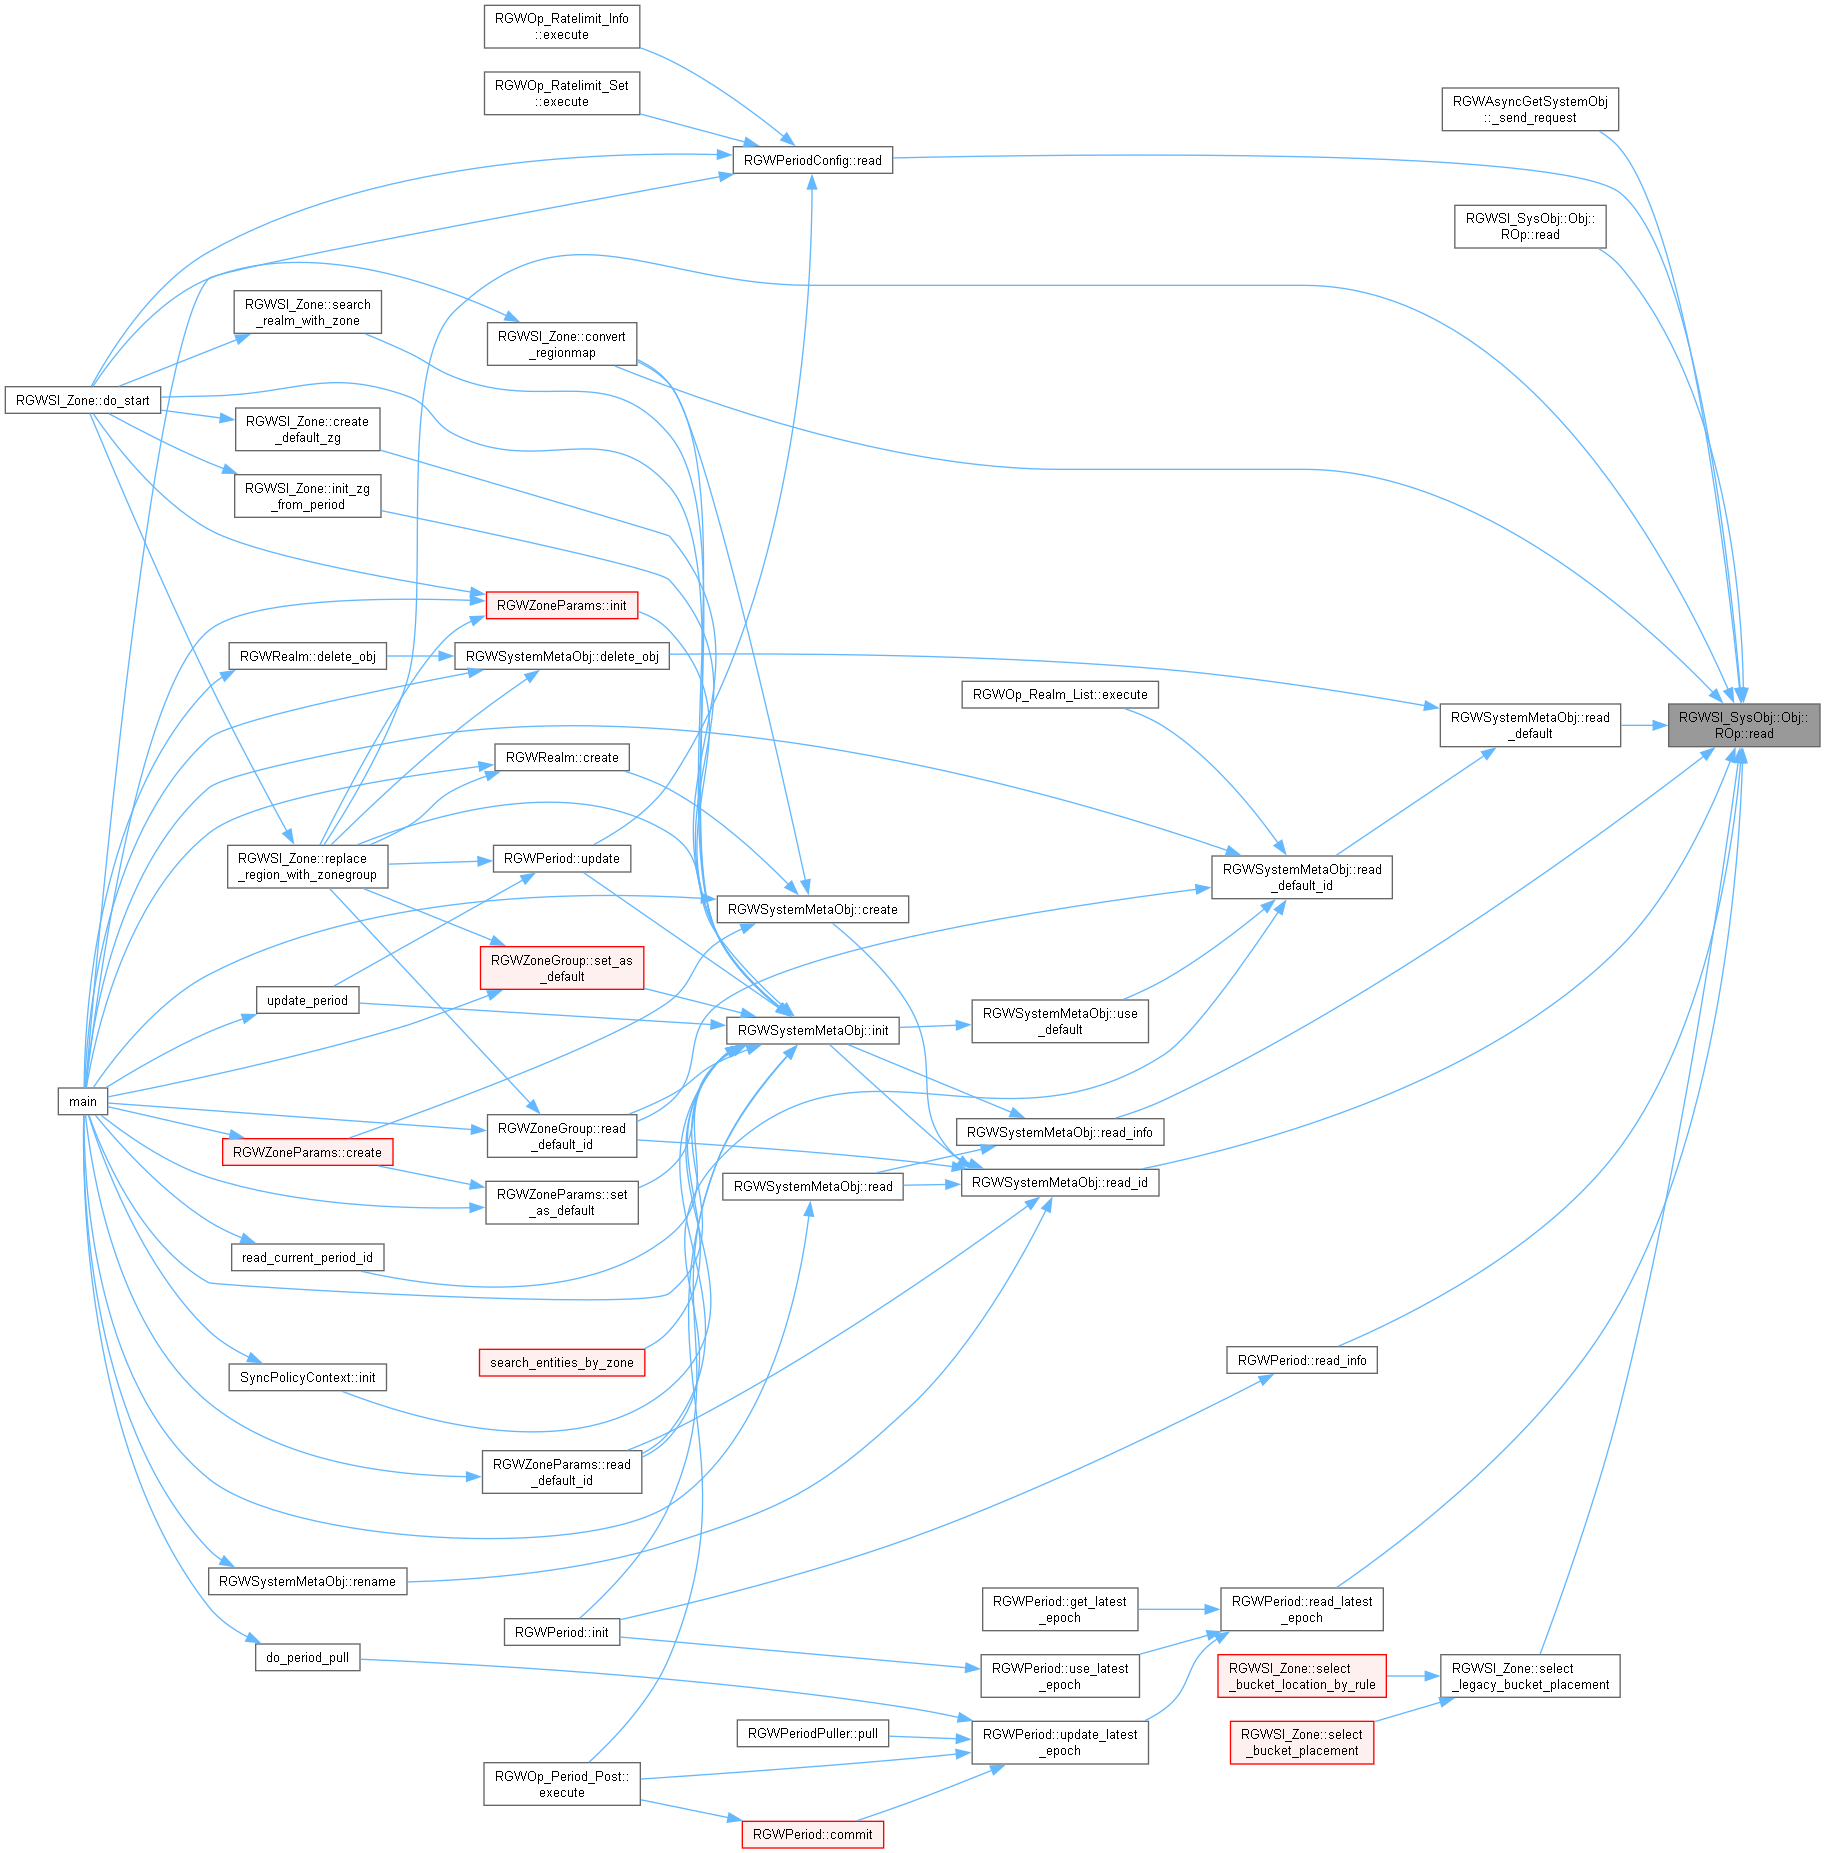 RGWOp_Ratelimit_Info
::execute
RGWOp_Ratelimit_Set
::execute
RGWAsyncGetSystemObj
::_send_request
RGWPeriodConfig::read
RGWSI_SysObj::Obj::
ROp::read
RGWSI_Zone::search
_realm_with_zone
RGWSI_Zone::convert
_regionmap
RGWSI_Zone::do_start
RGWSI_Zone::create
_default_zg
RGWSI_Zone::init_zg
_from_period
RGWZoneParams::init
RGWRealm::delete_obj
RGWSystemMetaObj::delete_obj
RGWOp_Realm_List::execute
RGWSystemMetaObj::read
_default
RGWSI_SysObj::Obj::
ROp::read
RGWRealm::create
RGWSI_Zone::replace
_region_with_zonegroup
RGWPeriod::update
RGWSystemMetaObj::read
_default_id
RGWSystemMetaObj::create
RGWZoneGroup::set_as
_default
update_period
RGWSystemMetaObj::init
RGWSystemMetaObj::use
_default
main
RGWZoneGroup::read
_default_id
RGWSystemMetaObj::read_info
RGWZoneParams::create
RGWSystemMetaObj::read
RGWSystemMetaObj::read_id
RGWZoneParams::set
_as_default
read_current_period_id
search_entities_by_zone
SyncPolicyContext::init
RGWPeriod::read_info
RGWZoneParams::read
_default_id
RGWSystemMetaObj::rename
RGWPeriod::get_latest
_epoch
RGWPeriod::read_latest
_epoch
RGWPeriod::init
do_period_pull
RGWPeriod::use_latest
_epoch
RGWSI_Zone::select
_bucket_location_by_rule
RGWSI_Zone::select
_legacy_bucket_placement
RGWPeriodPuller::pull
RGWPeriod::update_latest
_epoch
RGWSI_Zone::select
_bucket_placement
RGWOp_Period_Post::
execute
RGWPeriod::commit